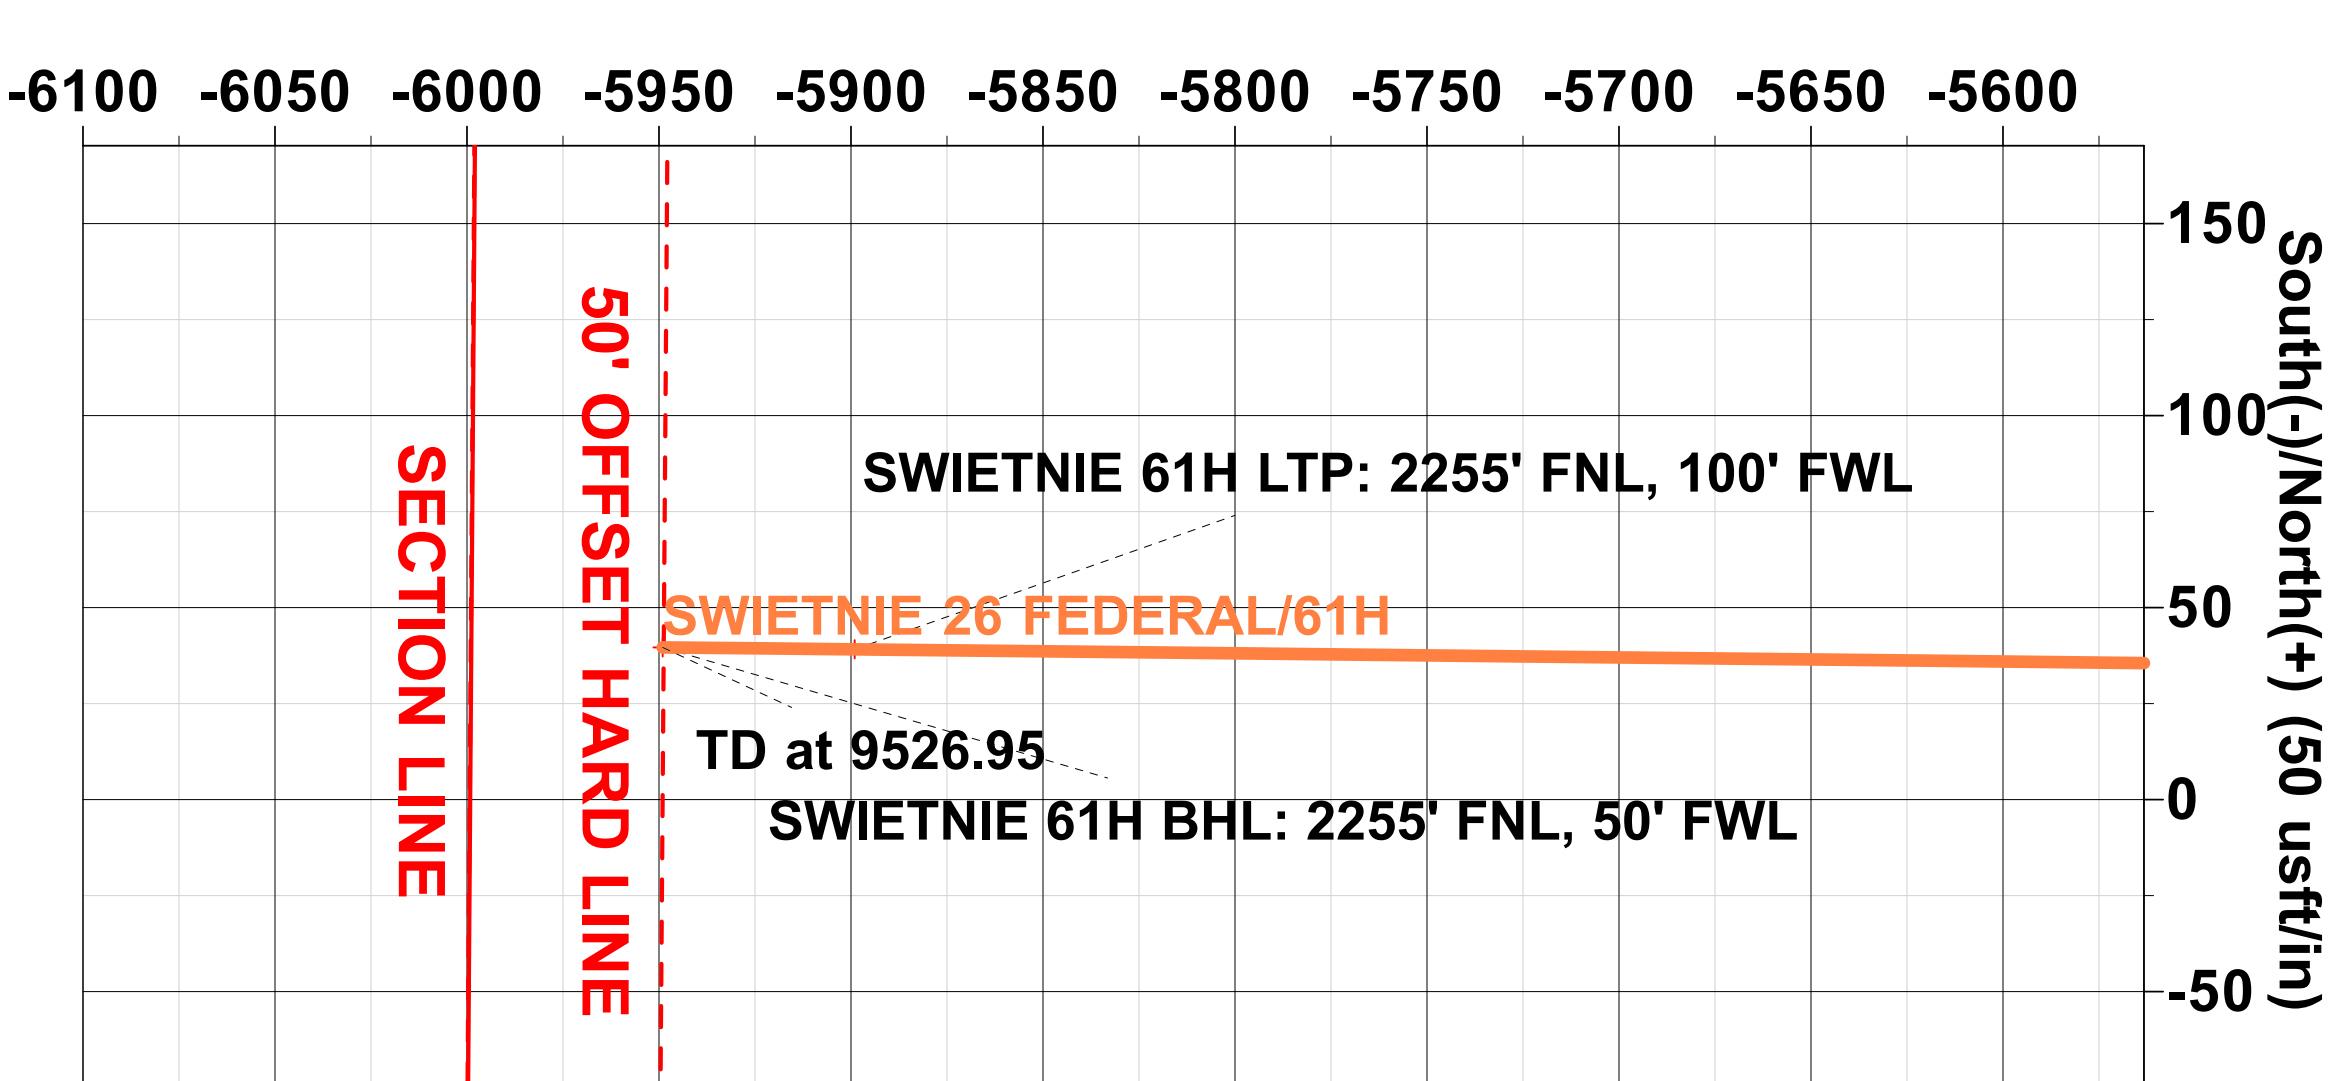 -6100 -6050 -6000 -5950 -5900 -5850 -5800 -5750 -5700 -5650 -5600
150
100
50
0
-50
South(-)/North(+) (50 usft/in)
SECTION LINE
50' OFFSET HARD LINE
SWIETNIE 61H LTP: 2255' FNL, 100' FWL
SWIETNIE 26 FEDERAL/61H
TD at 9526.95
SWIETNIE 61H BHL: 2255' FNL, 50' FWL